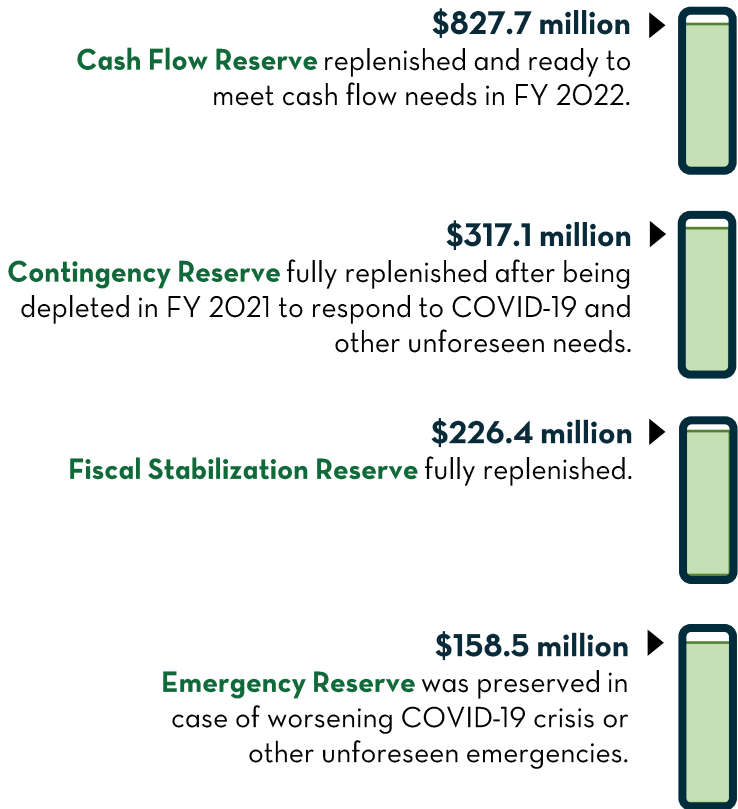 $827.7 million
Cash Flow Reserve replenished and ready to
meet cash flow needs in FY 2022.
$317.1 million
Contingency Reserve fully replenished after being
depleted in FY 2021 to respond to COVID-19 and
other unforeseen needs.
$226.4 million
Fiscal Stabilization Reserve fully replenished.
$158.5 million
Emergency Reserve was preserved in
case of worsening COVID-19 crisis or
other unforeseen emergencies.